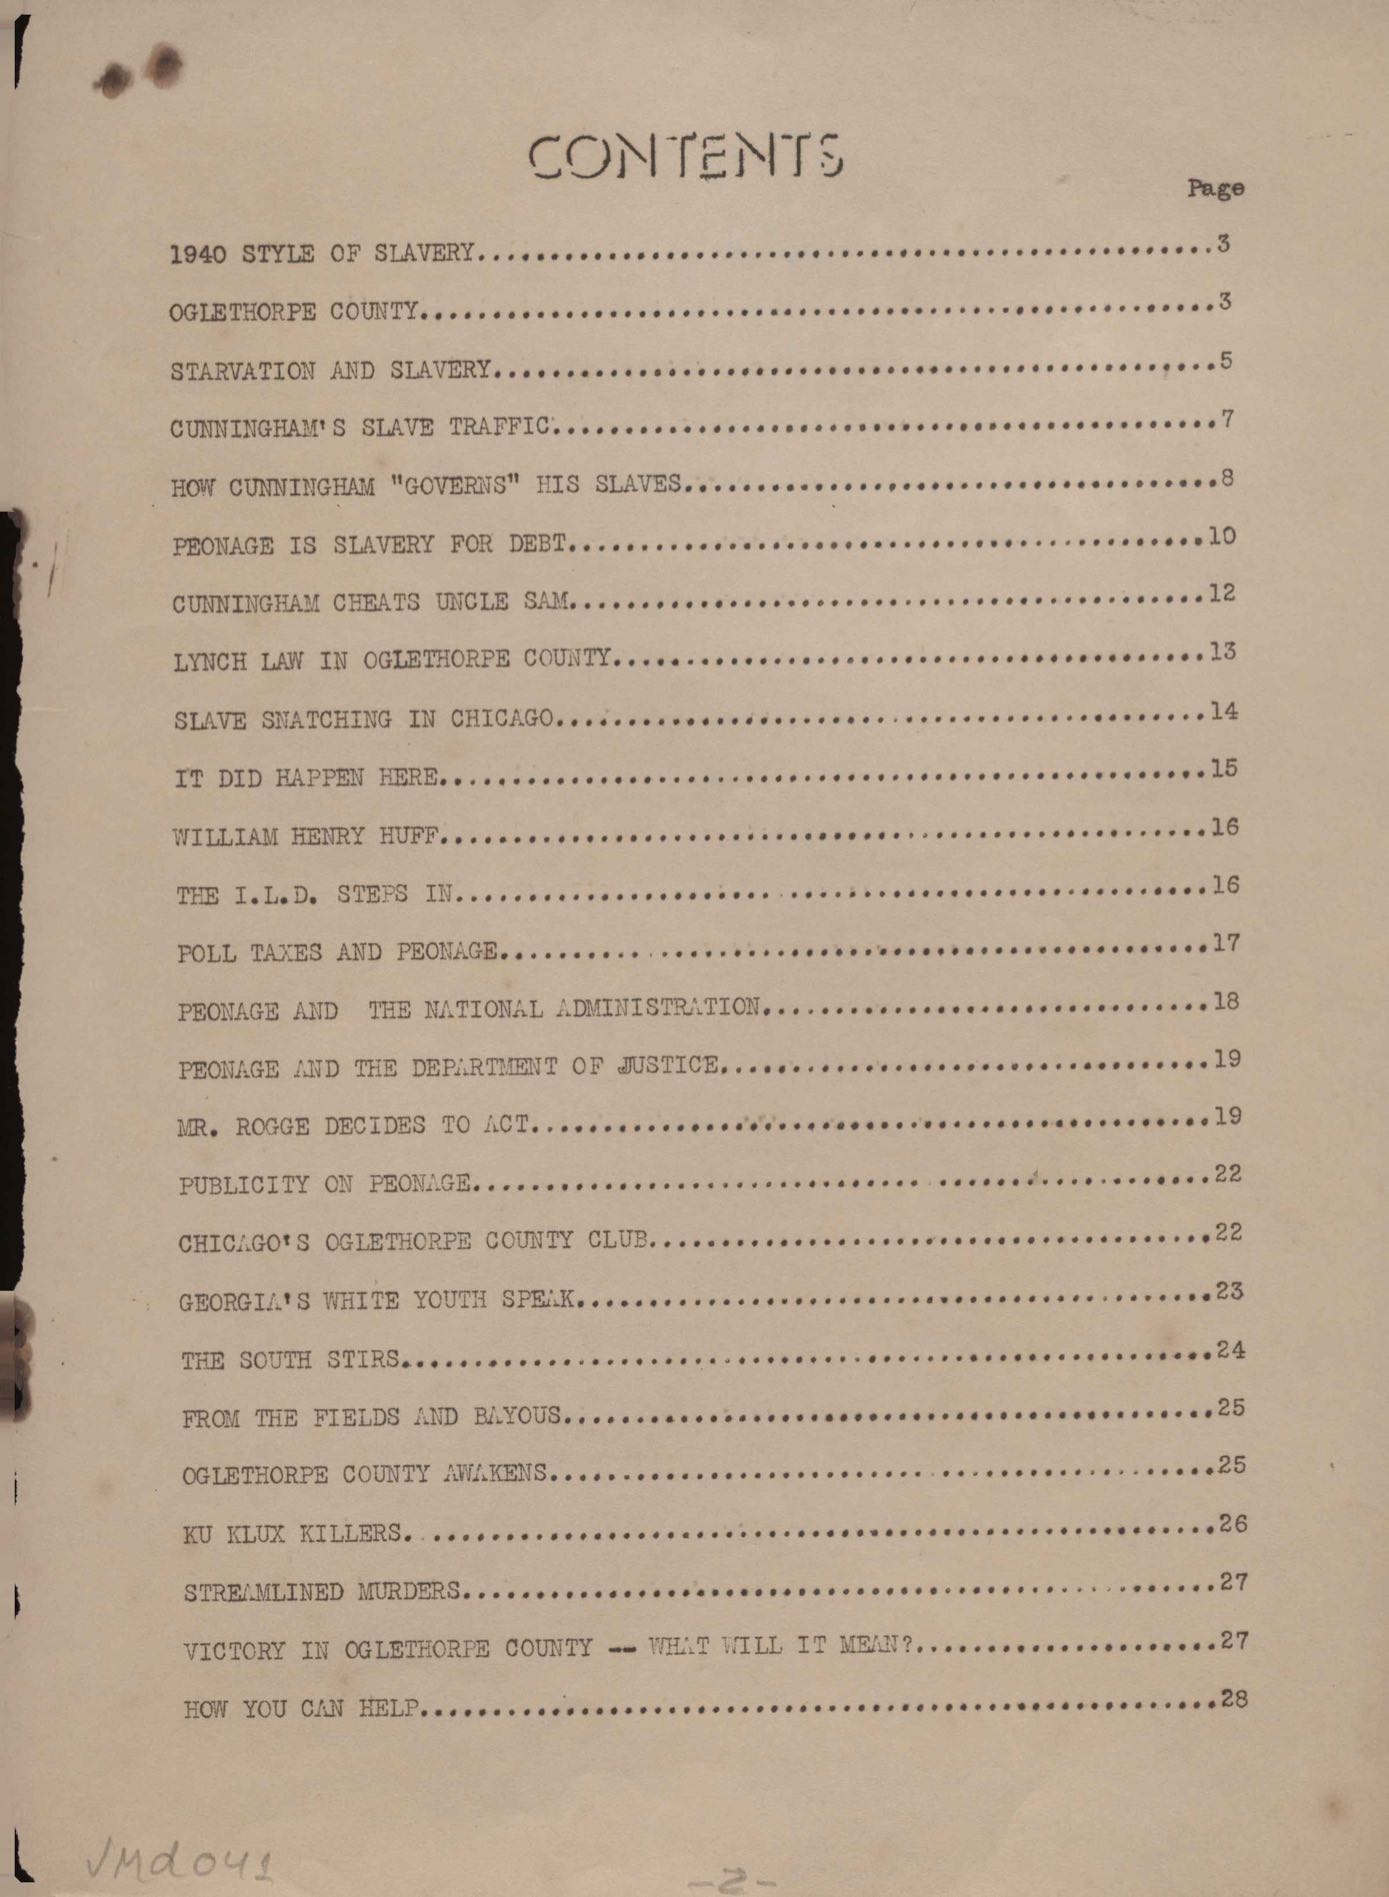 CONTENTS
Page
1940 STYLE OF SLAVERY..................................................3
OGLETHORPE COUNTY......................................................3
STARVATION AND SLAVERY.................................................5
CUNNINGHAM'S SLAVE TRAFFIC.............................................7
HOW CUNNINGHAM "GOVERNS" HIS SLAVES....................................8
PEONAGE IS SLAVERY FOR DEBT...........................................10
CUNNINGHAM CHEATS UNCLE SAM...........................................12
LYNCH LAW IN OGLETHORPE COUNTY........................................13
SLAVE SNATCHING IN CHICAGO............................................14
IT DID HAPPEN HERE....................................................15
WILLIAM HENRY HUFF....................................................16
THE I.L.D. STEPS IN...................................................16
POLL TAXES AND PEONAGE................................................17
PEONAGE AND  THE NATIONAL ADMINISTRATION..............................18
PEONAGE AND THE DEPARTMENT OF JUSTICE.................................19
MR. ROGGE DECIDES TO ACT..............................................19
PUBLICITY ON PEONAGE..................................................22
CHICAGO'S OGLETHORPE COUNTY CLUB......................................22
GEORGIA'S WHITE YOUTH SPEAK...........................................23
THE SOUTH STIRS.......................................................24
FROM THE FIELDS AND BAYOUS............................................25
OGLETHORPE COUNTY AWAKENS.............................................25
KU KLUX KILLERS.......................................................26
STREAMLINED MURDERS...................................................27
VICTORY IN OGLETHORPE COUNTY -- WHAT WILL IT MEAN?....................27
HOW YOU CAN HELP......................................................28
JMd041
-2-